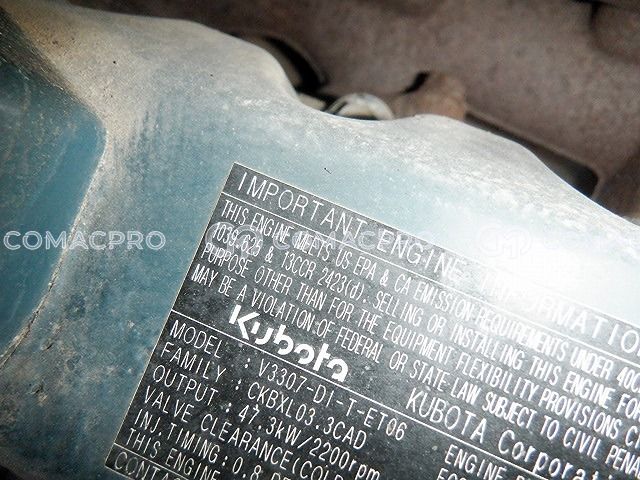 COMACPRO COMACPRO COMACPRO
IMPORTANT ENGINE INFORMATION
THIS ENGINE MEETS US EPA & CA EMISSION REQUIREMENTS UNDER
1039.625 & 13CCR 2423(d). SELLING OR INSTALLING THIS ENGINE FOR
PURPOSE OTHER THAN FOR THE EQUIPMENT FLEXIBILITY PROVISIONS
MAY BE A VIOLATION OF FEDERAL OR STATE LAW SUBJECT TO CIVIL
Kubota KUBOTA Corporation
MODEL : V3307-DI-T-ET06
FAMILY : CKBXL03.3CAD
OUTPUT : 47.3kW/2200rpm
VALVE CLEARANCE(COLD
INJ TIMING: 0.8
THIS ENGINE